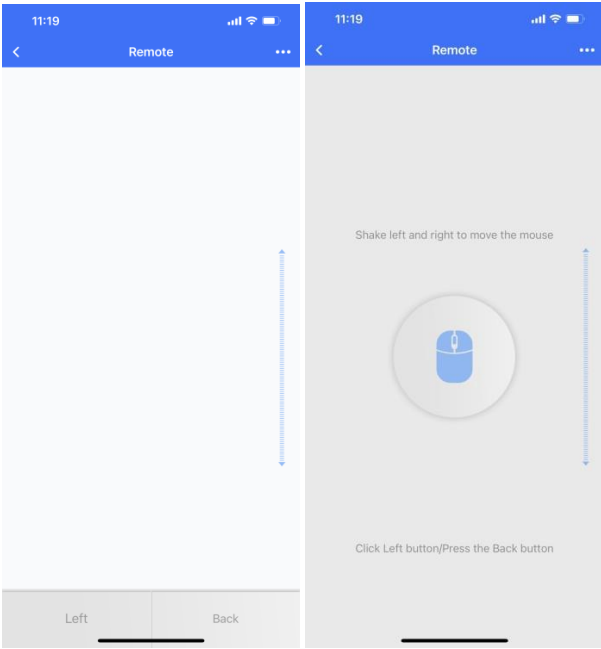 11:19
Remote
Left
Back
11:19
Remote
Shake left and right to move the mouse
Click Left button/Press the Back button